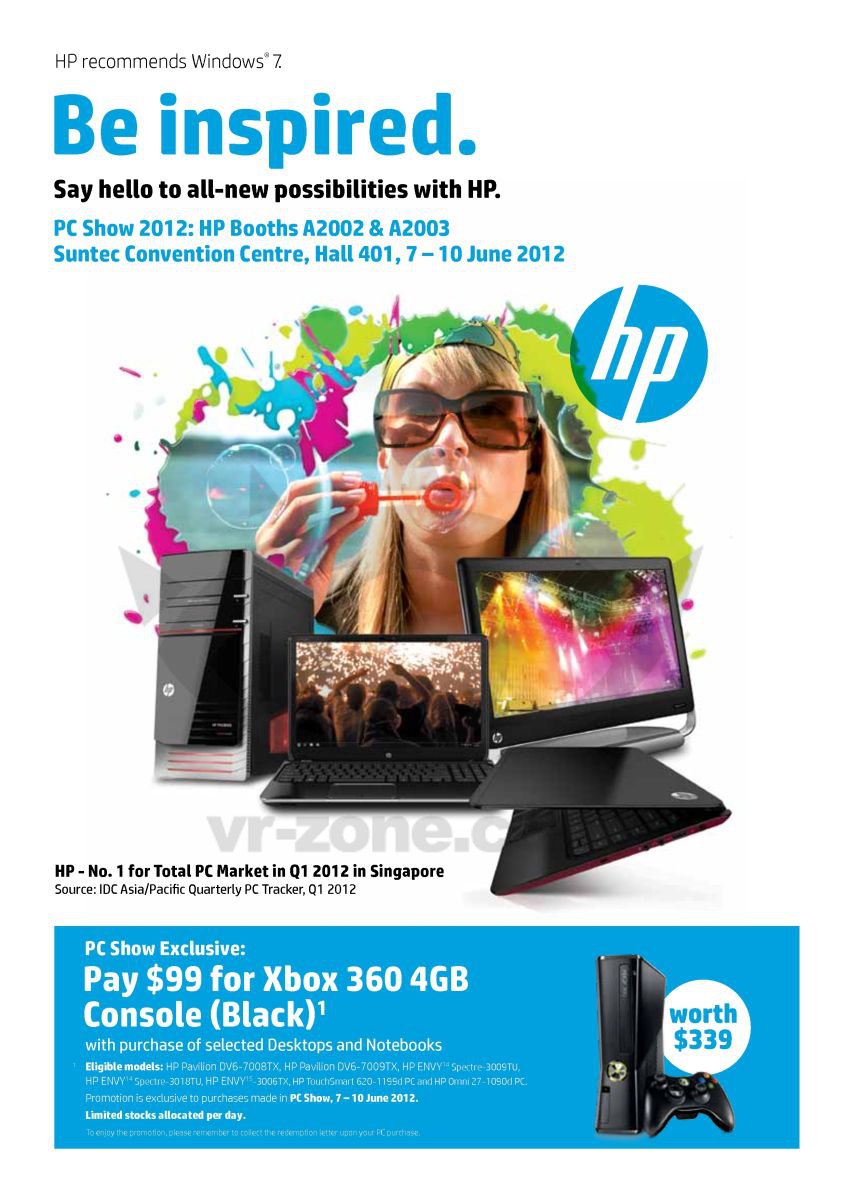 HP recommends Windows® 7.
Be inspired.
Say hello to all-new possibilities with HP.
PC Show 2012: HP Booths A2002 & A2003
Suntec Convention Centre, Hall 401, 7 – 10 June 2012
hp
hp
hp
vr-zone.c
HP - No. 1 for Total PC Market in Q1 2012 in Singapore
Source: IDC Asia/Pacific Quarterly PC Tracker, Q1 2012
PC Show Exclusive:
Pay $99 for Xbox 360 4GB
Console (Black)¹
with purchase of selected Desktops and Notebooks
worth
$339
¹ Eligible models: HP Pavilion DV6-7008TX, HP Pavilion DV6-7009TX, HP ENVY¹⁴ Spectre-3009TU,
HP ENVY¹⁴ Spectre-3018TU, HP ENVY¹⁵-3006TX, HP TouchSmart 620-1199d PC and HP Omni 27-1090d PC.
Promotion is exclusive to purchases made in PC Show, 7 – 10 June 2012.
Limited stocks allocated per day.
To enjoy the promotion, please remember to collect the redemption letter upon your PC purchase.